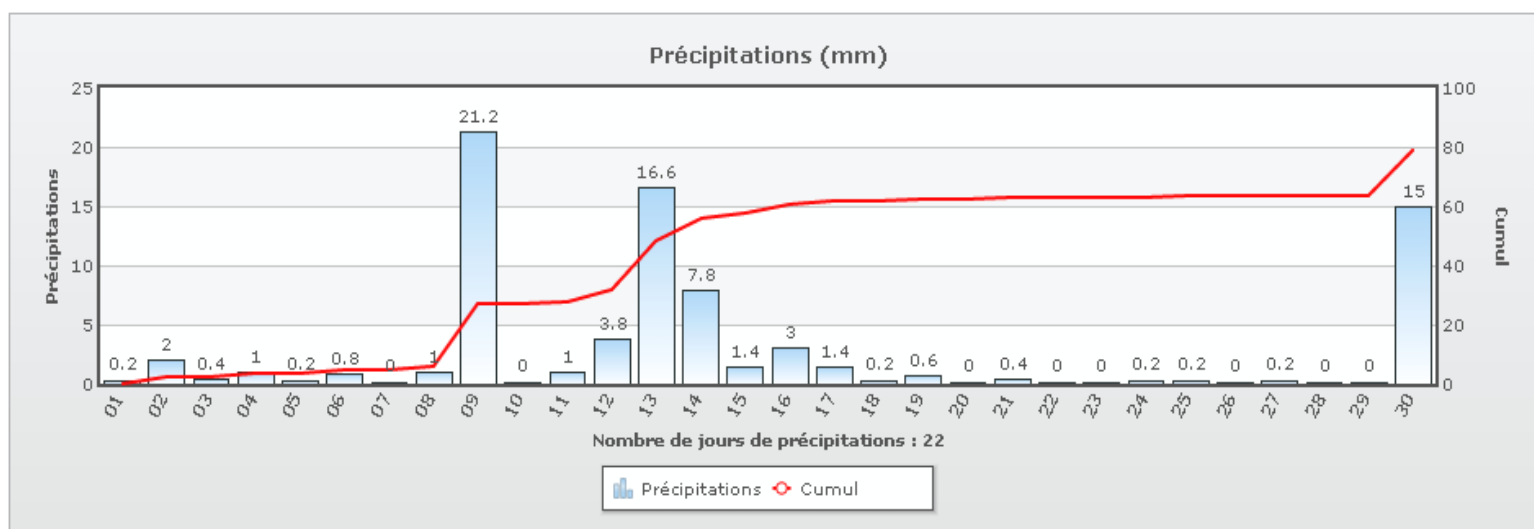 Précipitations (mm)
Précipitations
Cumul
25 100
20 80
15 60
10 40
5 20
0 0
0.2 2 0.4 1 0.2 0.8 0 1 21.2 0 1 3.8 16.6 7.8 1.4 3 1.4 0.2 0.6 0 0.4 0 0 0.2 0.2 0 0.2 0 0 15
01 02 03 04 05 06 07 08 09 10 11 12 13 14 15 16 17 18 19 20 21 22 23 24 25 26 27 28 29 30
Nombre de jours de précipitations : 22
Précipitations Cumul